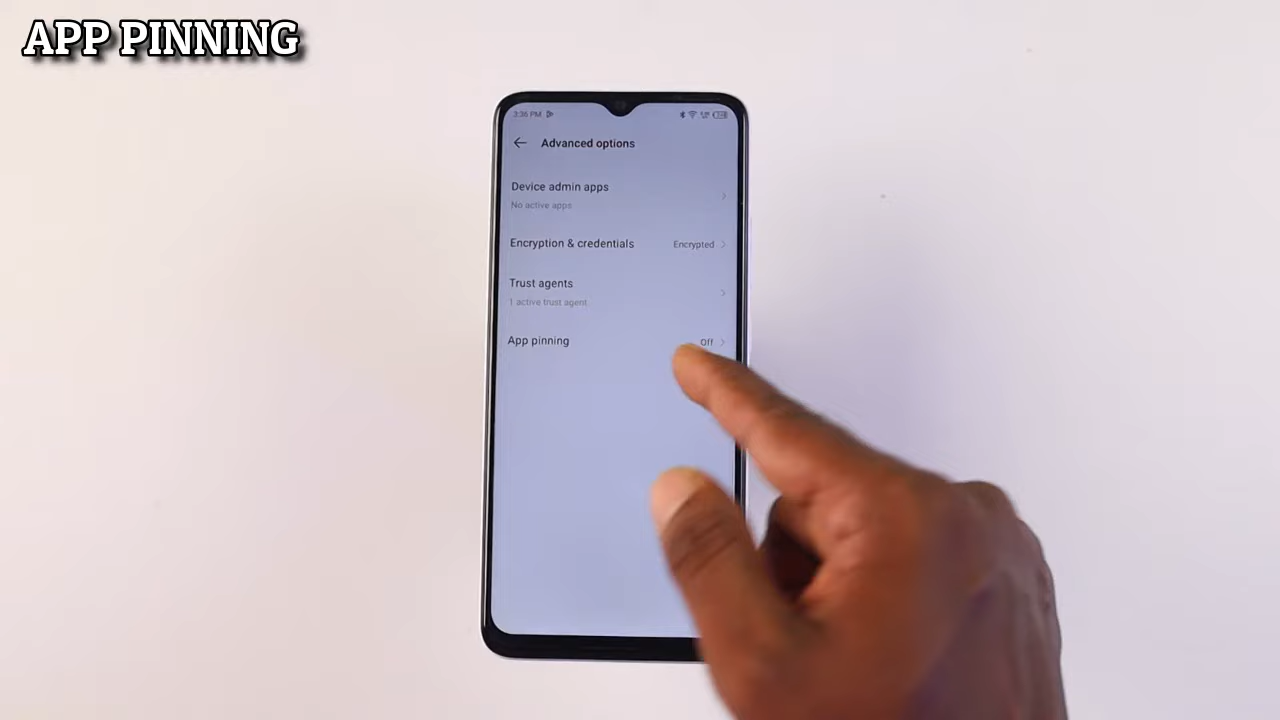 APP PINNING
3:36 PM
Advanced options
Device admin apps
No active apps
Encryption & credentials Encrypted
Trust agents
1 active trust agent
App pinning Off